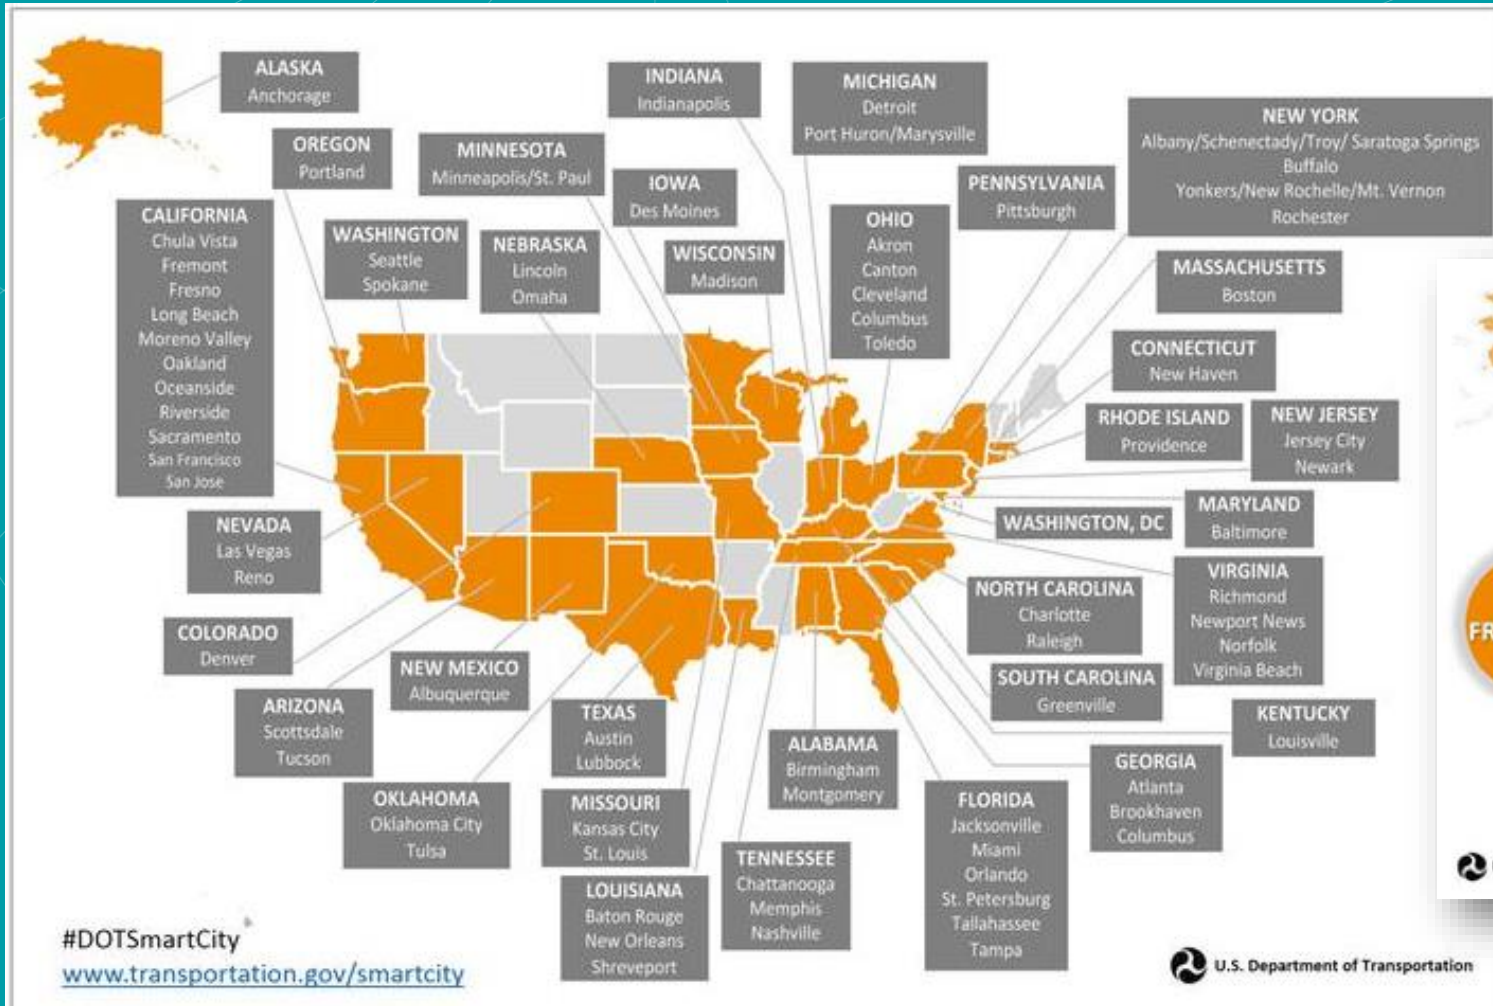 ALASKA
Anchorage
OREGON
Portland
CALIFORNIA
Chula Vista
Fremont
Fresno
Long Beach
Moreno Valley
Oakland
Oceanside
Riverside
Sacramento
San Francisco
San Jose
WASHINGTON
Seattle
Spokane
MINNESOTA
Minneapolis/St. Paul
NEBRASKA
Lincoln
Omaha
IOWA
Des Moines
INDIANA
Indianapolis
WISCONSIN
Madison
MICHIGAN
Detroit
Port Huron/Marysville
OHIO
Akron
Canton
Cleveland
Columbus
Toledo
PENNSYLVANIA
Pittsburgh
NEW YORK
Albany/Schenectady/Troy/ Saratoga Springs
Buffalo
Yonkers/New Rochelle/Mt. Vernon
Rochester
MASSACHUSETTS
Boston
CONNECTICUT
New Haven
RHODE ISLAND
Providence
NEW JERSEY
Jersey City
Newark
MARYLAND
Baltimore
WASHINGTON, DC
VIRGINIA
Richmond
Newport News
Norfolk
Virginia Beach
NORTH CAROLINA
Charlotte
Raleigh
SOUTH CAROLINA
Greenville
KENTUCKY
Louisville
GEORGIA
Atlanta
Brookhaven
Columbus
FLORIDA
Jacksonville
Miami
Orlando
St. Petersburg
Tallahassee
Tampa
ALABAMA
Birmingham
Montgomery
TENNESSEE
Chattanooga
Memphis
Nashville
LOUISIANA
Baton Rouge
New Orleans
Shreveport
MISSOURI
Kansas City
St. Louis
TEXAS
Austin
Lubbock
OKLAHOMA
Oklahoma City
Tulsa
NEW MEXICO
Albuquerque
ARIZONA
Scottsdale
Tucson
COLORADO
Denver
NEVADA
Las Vegas
Reno
#DOTSmartCity
www.transportation.gov/smartcity
U.S. Department of Transportation